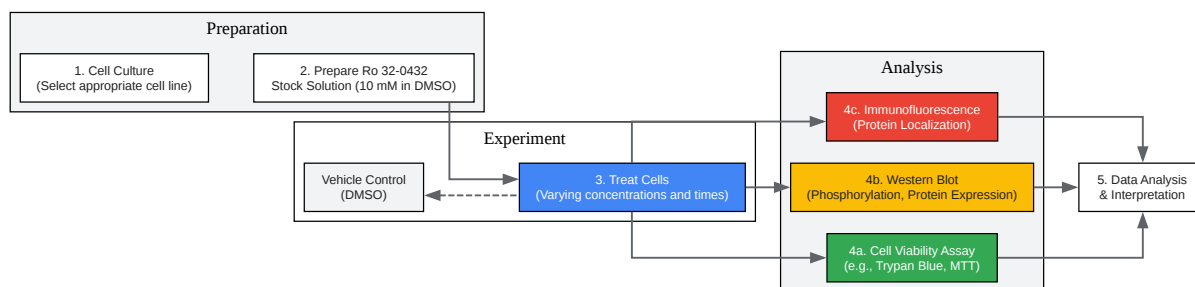 Preparation
1. Cell Culture
(Select appropriate cell line)
2. Prepare Ro 32-0432
Stock Solution (10 mM in DMSO)
Experiment
Vehicle Control
(DMSO)
3. Treat Cells
(Varying concentrations and times)
Analysis
4c. Immunofluorescence
(Protein Localization)
4b. Western Blot
(Phosphorylation, Protein Expression)
4a. Cell Viability Assay
(e.g., Trypan Blue, MTT)
5. Data Analysis
& Interpretation